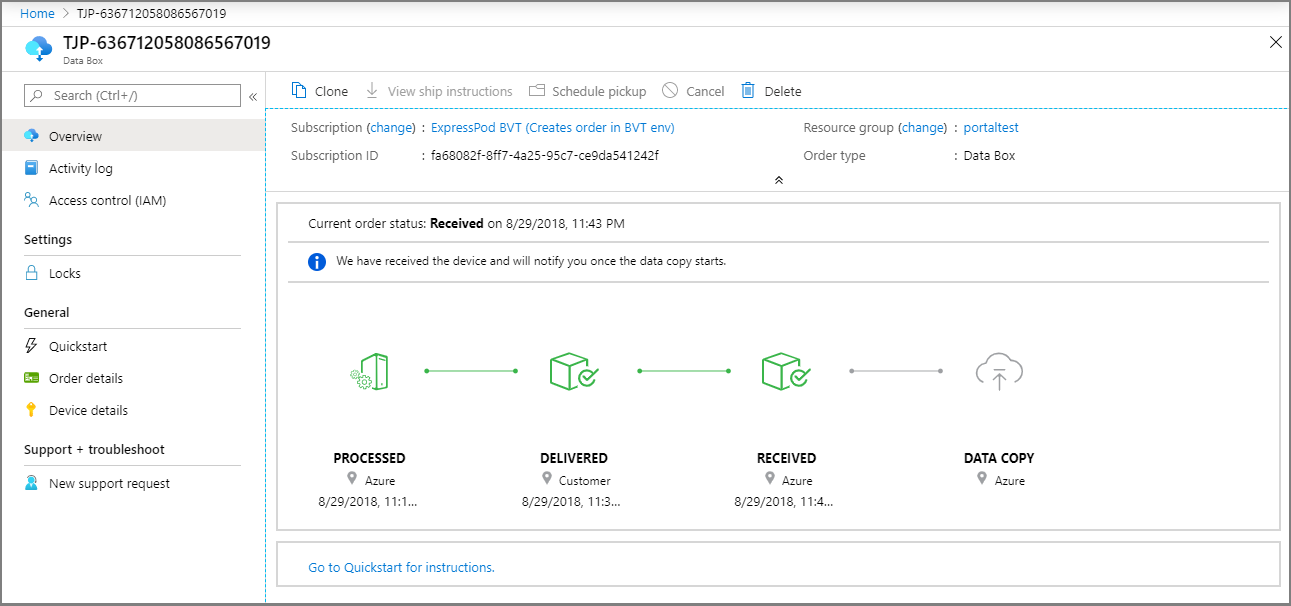 Home > TJP-636712058086567019
TJP-636712058086567019
Data Box
Search (Ctrl+/)
«
Overview
Activity log
Access control (IAM)
Settings
Locks
General
Quickstart
Order details
Device details
Support + troubleshoot
New support request
Clone View ship instructions Schedule pickup Cancel Delete
Subscription (change) : ExpressPod BVT (Creates order in BVT env) Resource group (change) : portaltest
Subscription ID : fa68082f-8ff7-4a25-95c7-ce9da541242f Order type : Data Box
Current order status: Received on 8/29/2018, 11:43 PM
We have received the device and will notify you once the data copy starts.
PROCESSED DELIVERED RECEIVED DATA COPY
Azure Customer Azure Azure
8/29/2018, 11:1... 8/29/2018, 11:3... 8/29/2018, 11:4...
Go to Quickstart for instructions.